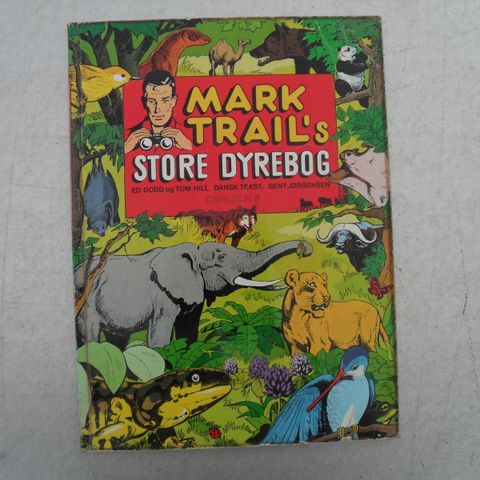 MARK
TRAIL'S
STORE DYREBOG
ED DODD og TOM HILL DANSK TEKST: BENT JØRGENSEN
CARLSEN if